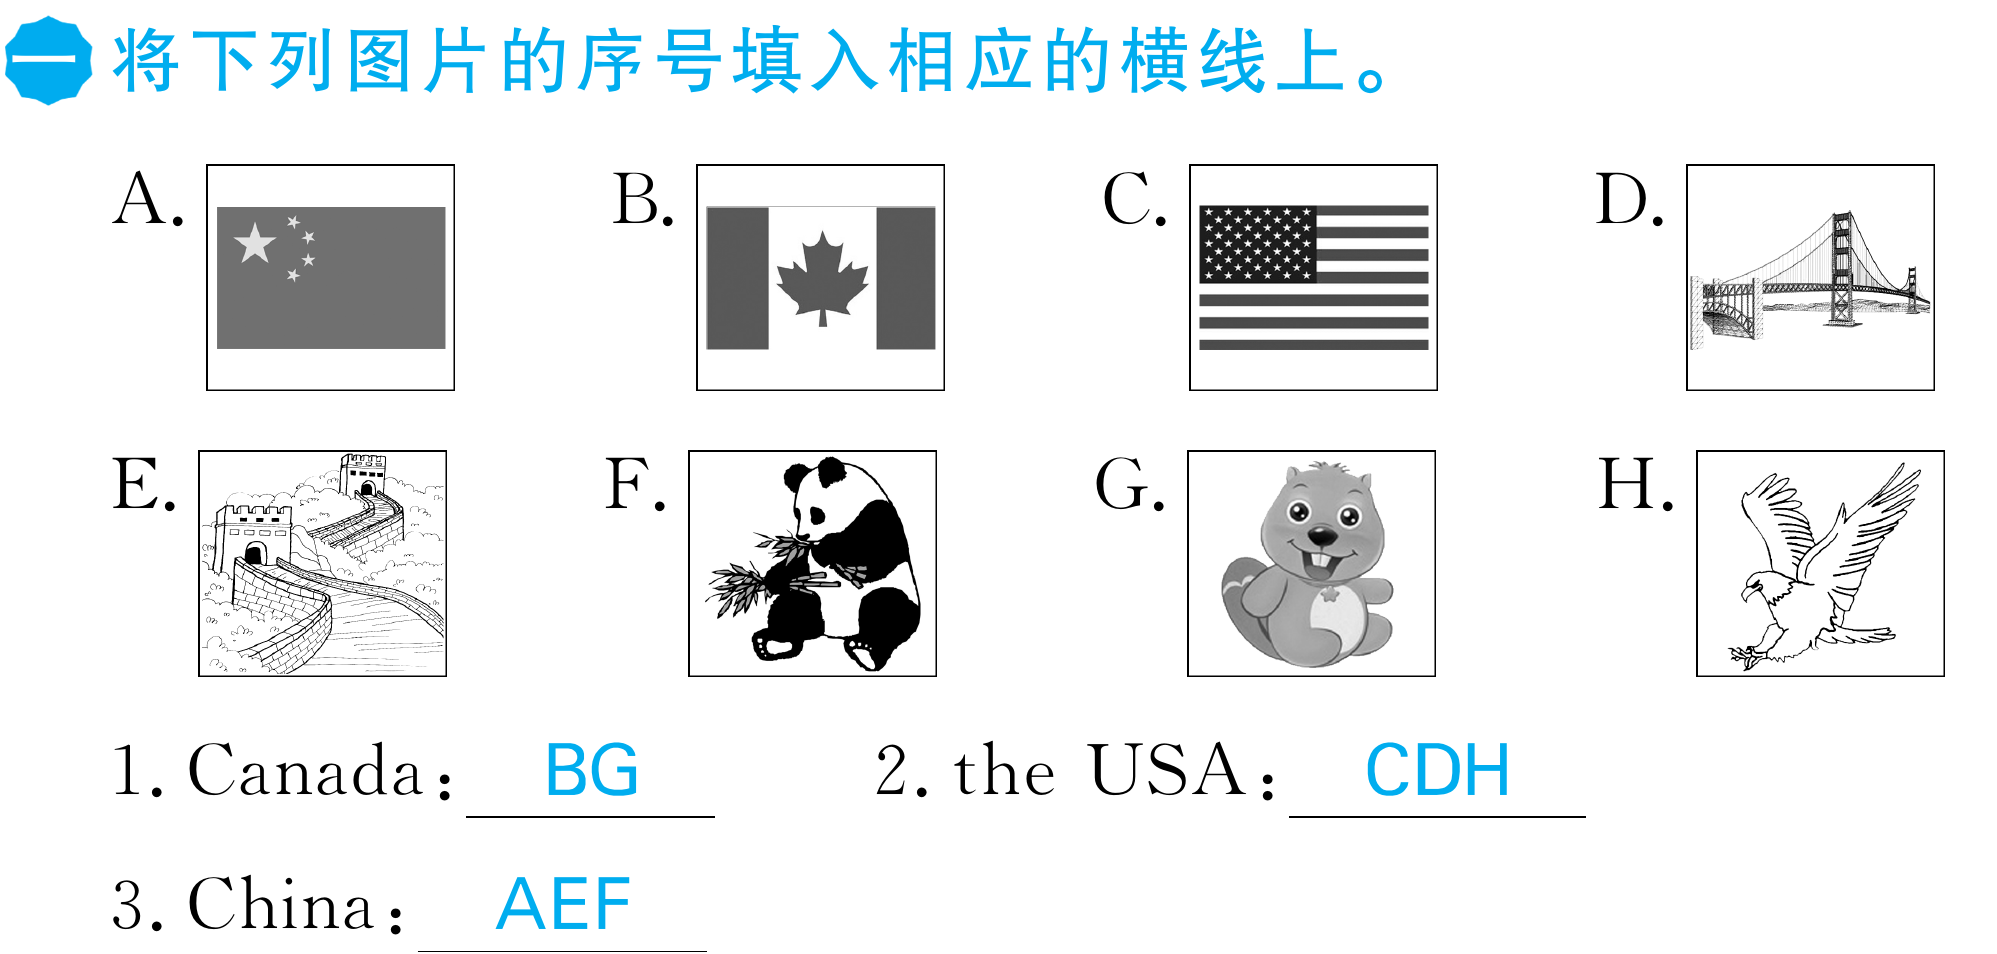 一 将下列图片的序号填入相应的横线上。
A. B. C. D.
E. F. G. H.
1. Canada: BG 2. the USA: CDH
3. China: AEF